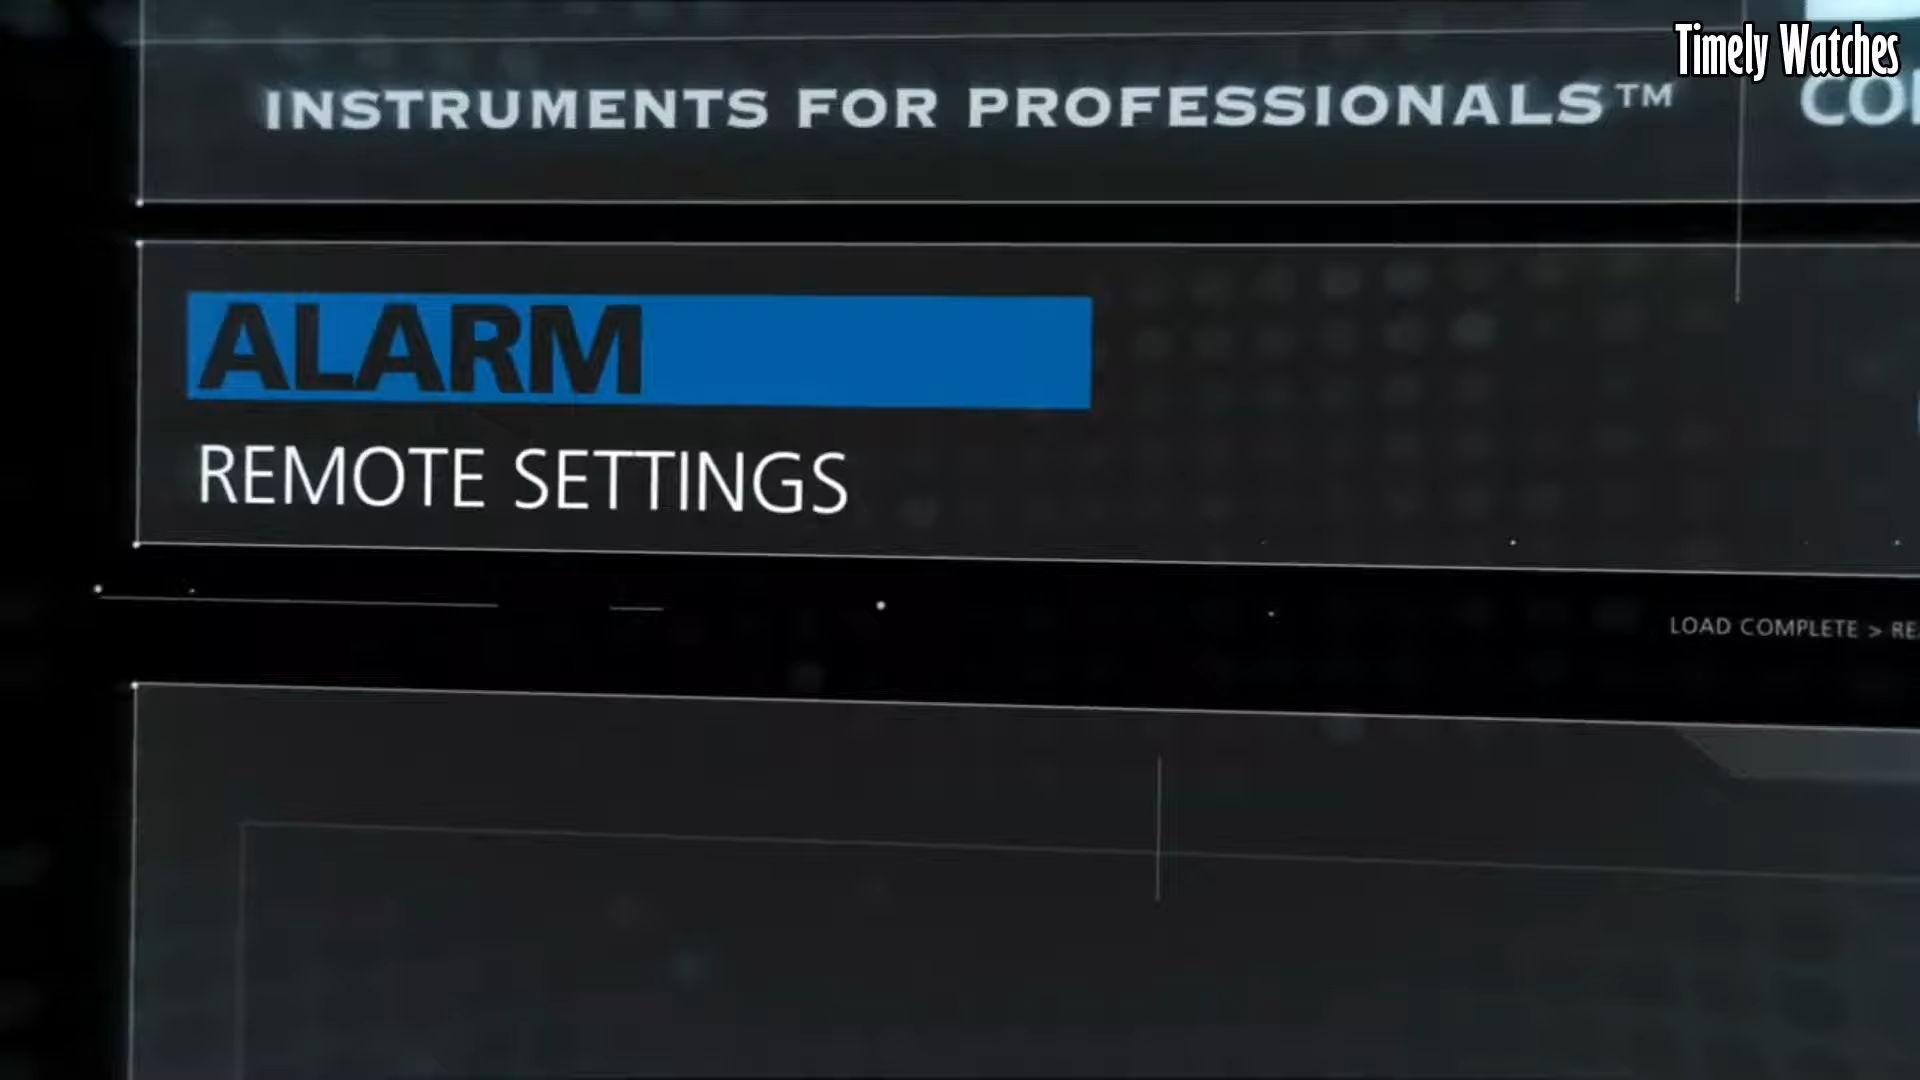 Timely Watches
INSTRUMENTS FOR PROFESSIONALS™
ALARM
REMOTE SETTINGS
LOAD COMPLETE >